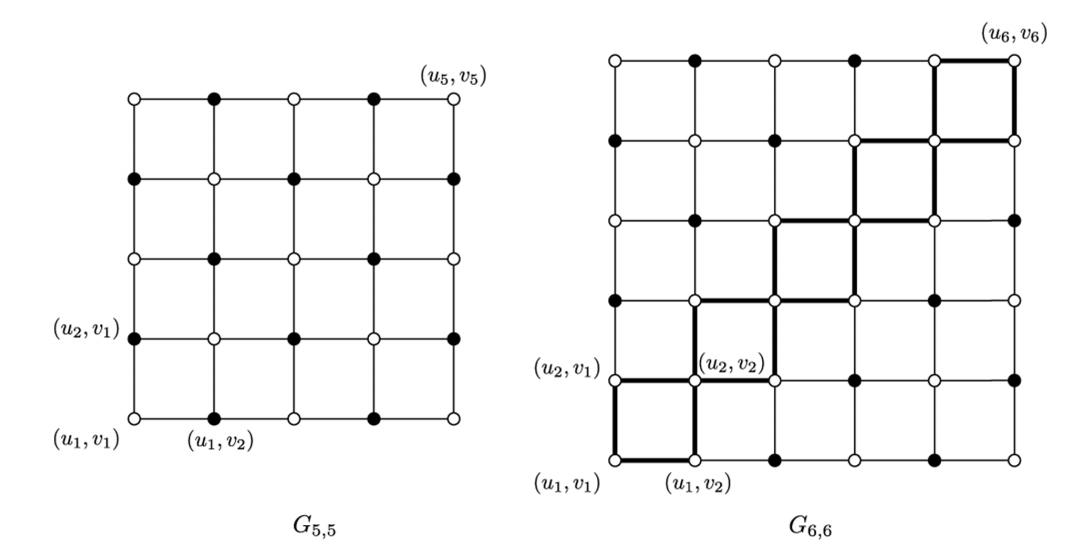 (u₅, v₅)
(u₂, v₁)
(u₁, v₁)
(u₁, v₂)
G₅,₅
(u₆, v₆)
(u₂, v₁)
(u₂, v₂)
(u₁, v₁)
(u₁, v₂)
G₆,₆